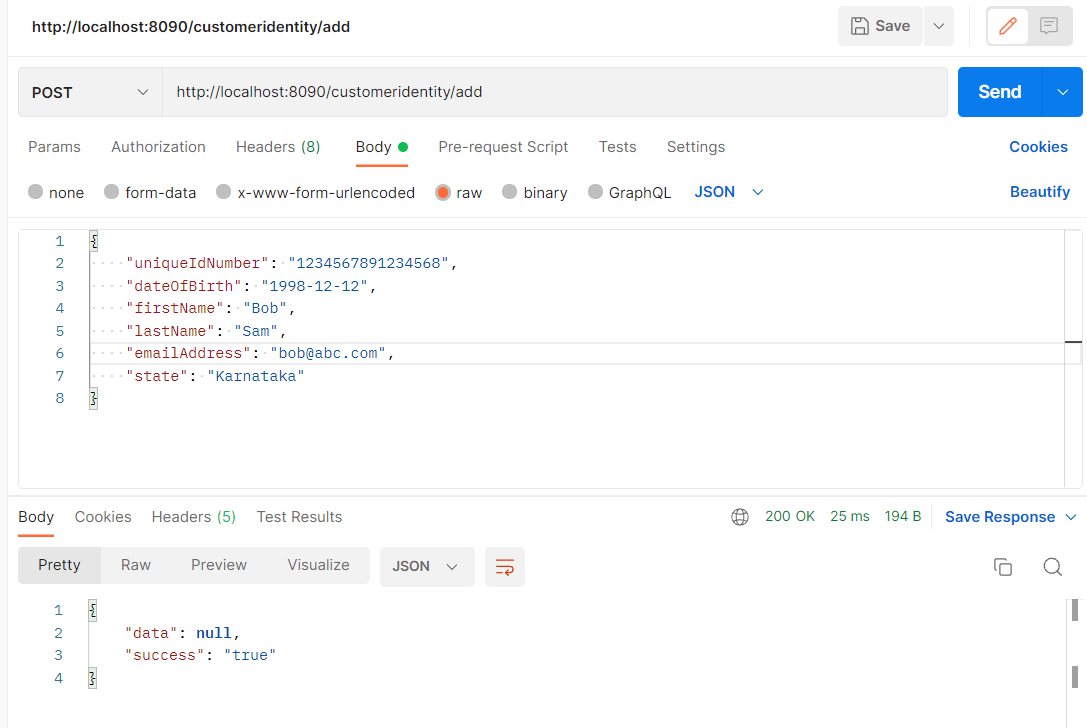 http://localhost:8090/customeridentity/add Save
POST http://localhost:8090/customeridentity/add Send
Params Authorization Headers (8) Body Pre-request Script Tests Settings Cookies
none form-data x-www-form-urlencoded raw binary GraphQL JSON Beautify
1 {
2 "uniqueIdNumber": "1234567891234568",
3 "dateOfBirth": "1998-12-12",
4 "firstName": "Bob",
5 "lastName": "Sam",
6 "emailAddress": "bob@abc.com",
7 "state": "Karnataka"
8 }
Body Cookies Headers (5) Test Results 200 OK 25 ms 194 B Save Response
Pretty Raw Preview Visualize JSON
1 {
2 "data": null,
3 "success": "true"
4 }